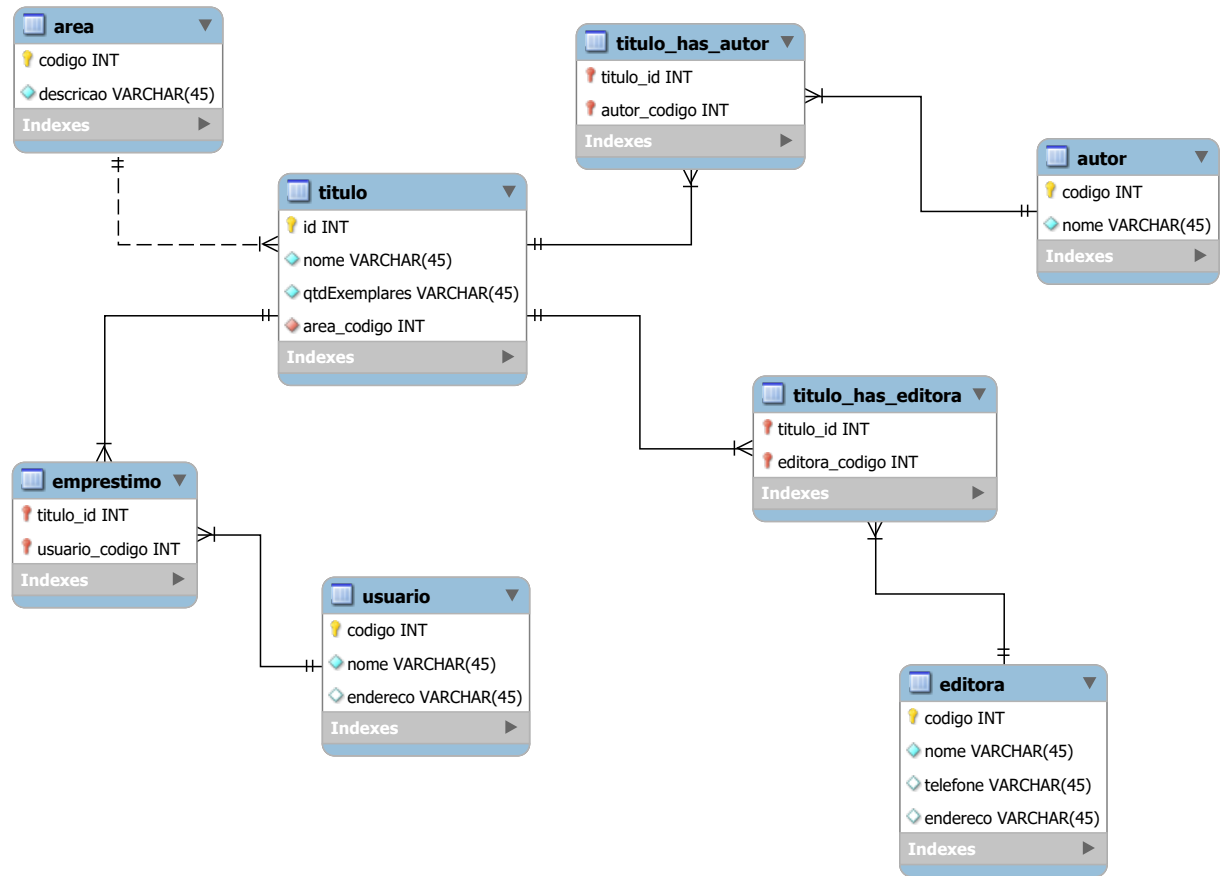 area
codigo INT
descricao VARCHAR(45)
Indexes
titulo_has_autor
titulo_id INT
autor_codigo INT
Indexes
autor
codigo INT
nome VARCHAR(45)
Indexes
titulo
id INT
nome VARCHAR(45)
qtdExemplares VARCHAR(45)
area_codigo INT
Indexes
titulo_has_editora
titulo_id INT
editora_codigo INT
Indexes
emprestimo
titulo_id INT
usuario_codigo INT
Indexes
usuario
codigo INT
nome VARCHAR(45)
endereco VARCHAR(45)
Indexes
editora
codigo INT
nome VARCHAR(45)
telefone VARCHAR(45)
endereco VARCHAR(45)
Indexes